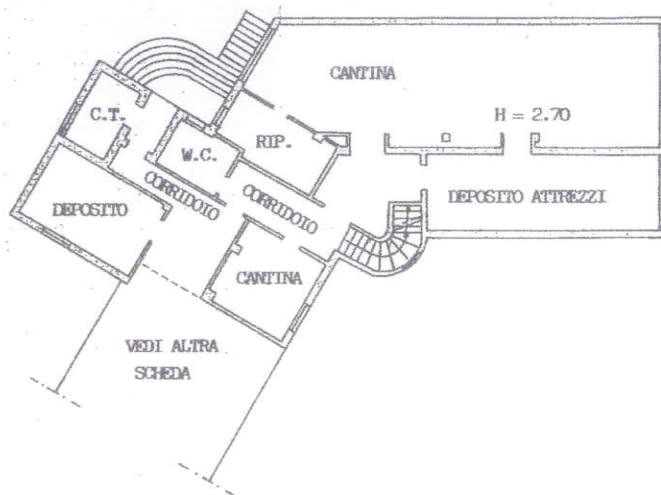 CANTINA
C.T.
H = 2.70
RIP.
W.C.
CORRIDOIO
CORRIDOIO
DEPOSITO ATTREZZI
DEPOSITO
CANTINA
VEDI ALTRA
SCHEDA